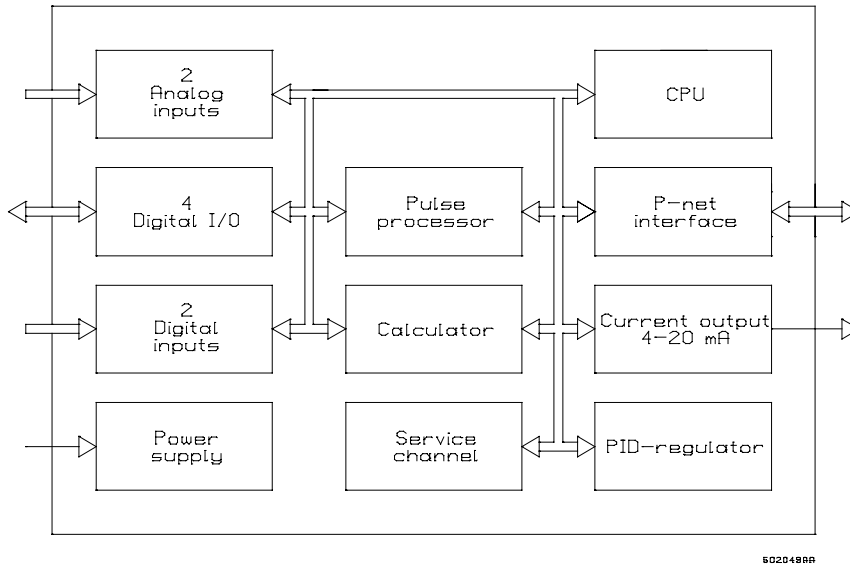 2
Analog
inputs
CPU
4
Digital I/O
Pulse
processor
P-net
interface
2
Digital
inputs
Calculator
Current output
4-20 mA
Power
supply
Service
channel
PID-regulator
502049AA